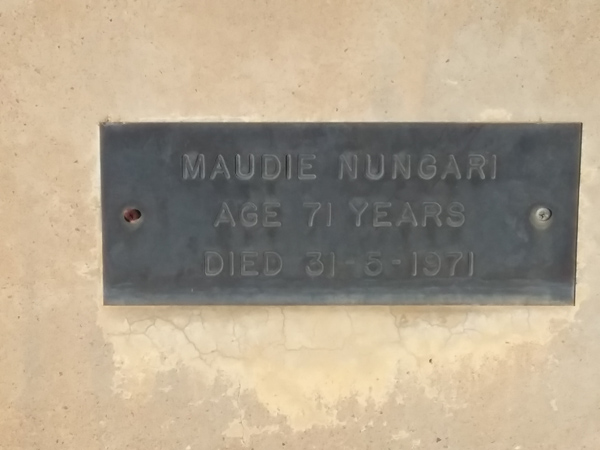 MAUDIE NUNGARI
AGE 71 YEARS
DIED 31-5-1971